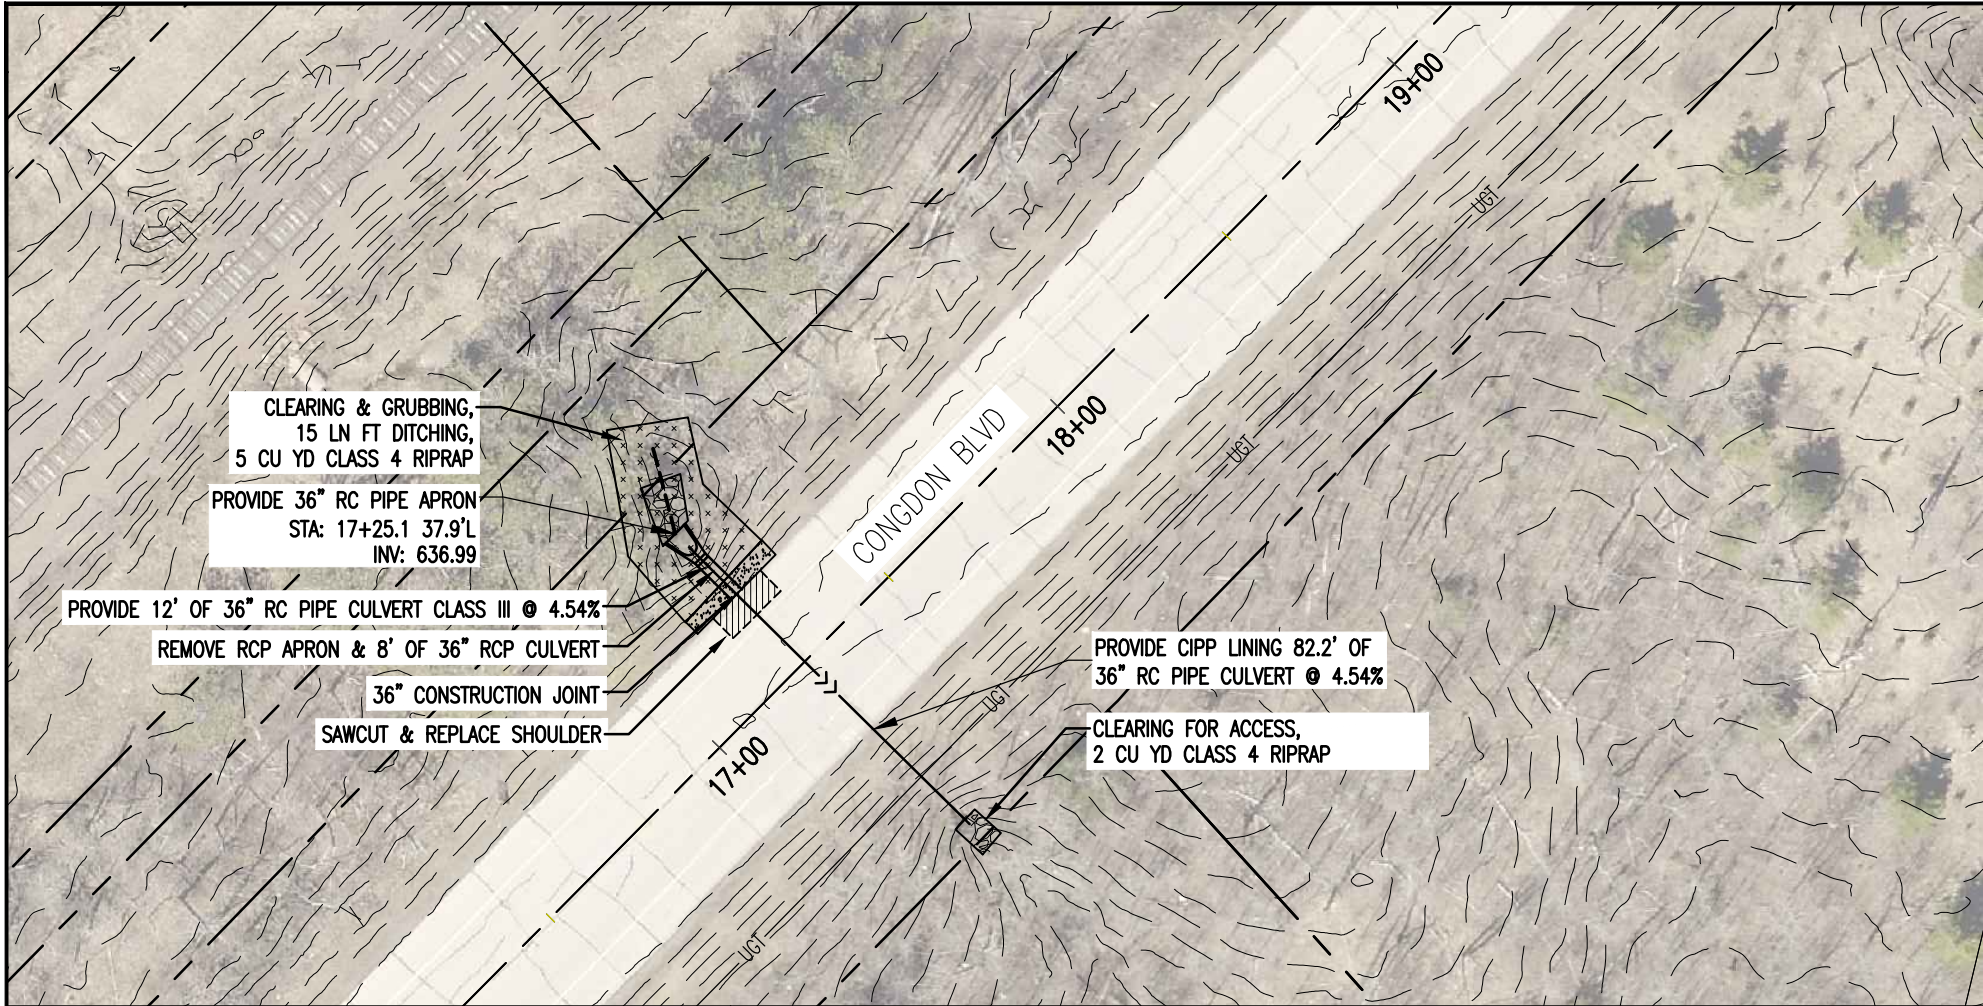 19+00
UGT
CLEARING & GRUBBING,
15 LN FT DITCHING,
5 CU YD CLASS 4 RIPRAP
18+00
CONGDON BLVD
UGT
PROVIDE 36" RC PIPE APRON
STA: 17+25.1 37.9'L
INV: 636.99
PROVIDE 12' OF 36" RC PIPE CULVERT CLASS III @ 4.54%
REMOVE RCP APRON & 8' OF 36" RCP CULVERT
36" CONSTRUCTION JOINT
SAWCUT & REPLACE SHOULDER
PROVIDE CIPP LINING 82.2' OF
36" RC PIPE CULVERT @ 4.54%
UGT
CLEARING FOR ACCESS,
2 CU YD CLASS 4 RIPRAP
17+00
UGT